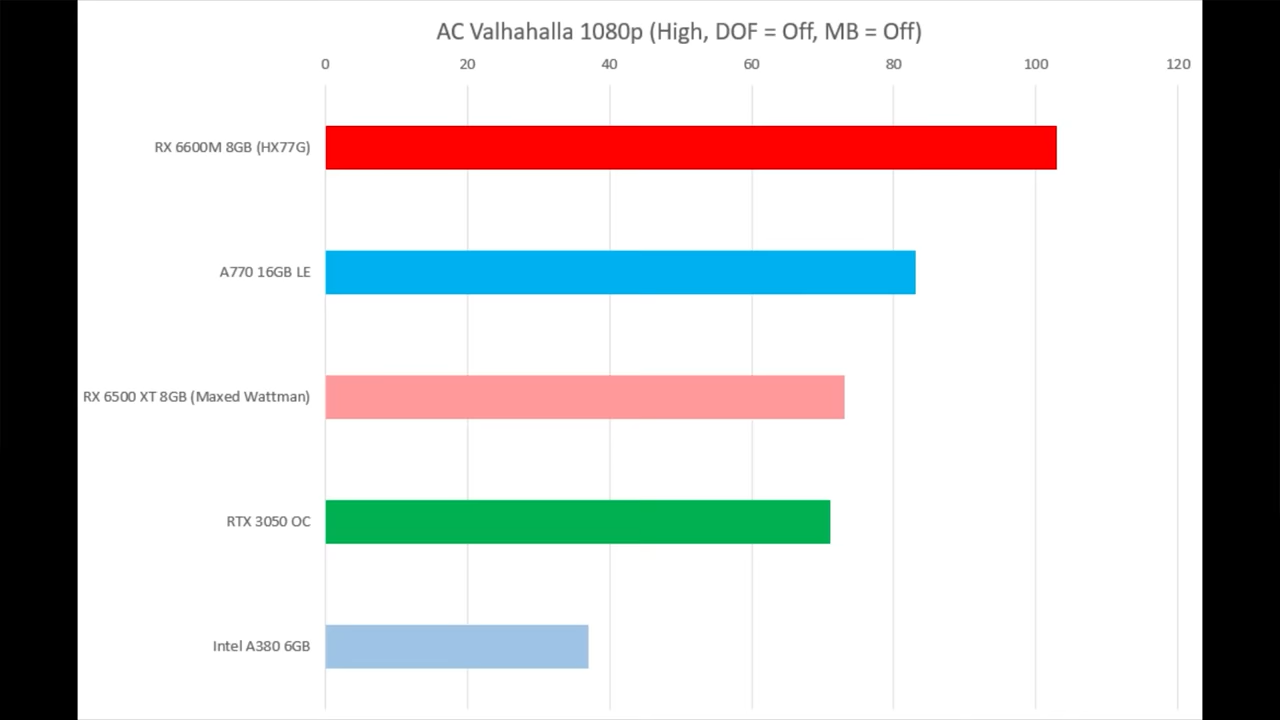 AC Valhahalla 1080p (High, DOF = Off, MB = Off)
0 20 40 60 80 100 120
RX 6600M 8GB (HX77G)
A770 16GB LE
RX 6500 XT 8GB (Maxed Wattman)
RTX 3050 OC
Intel A380 6GB